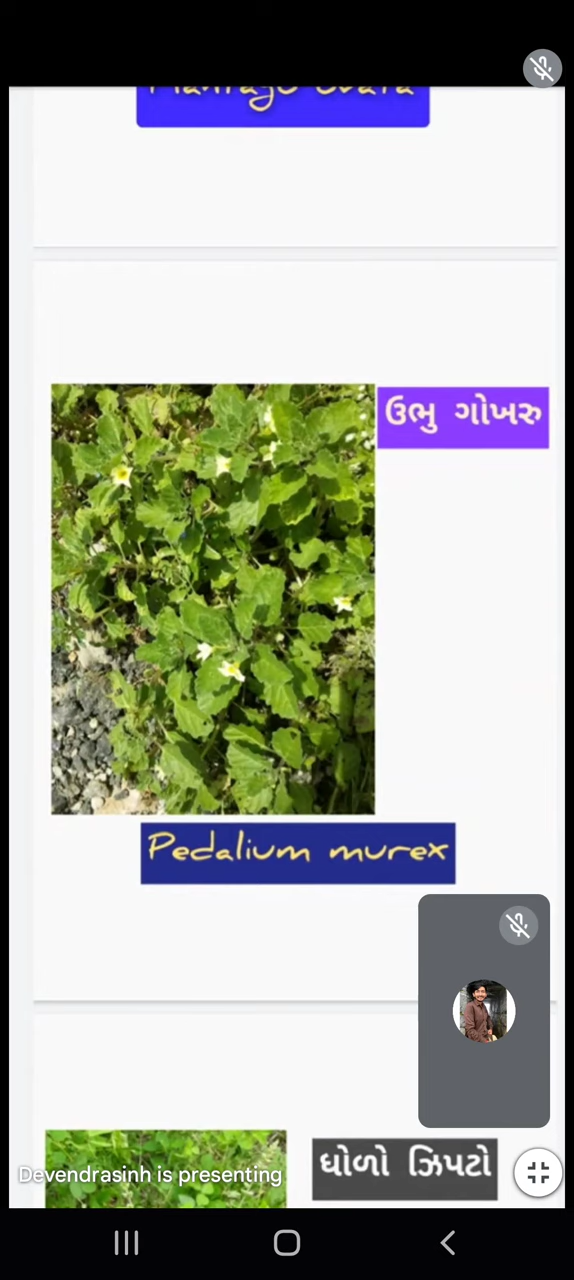 ઉભુ ગોખરુ
Pedalium murex
ધોળો ઝિપટો
Devendrasinh is presenting